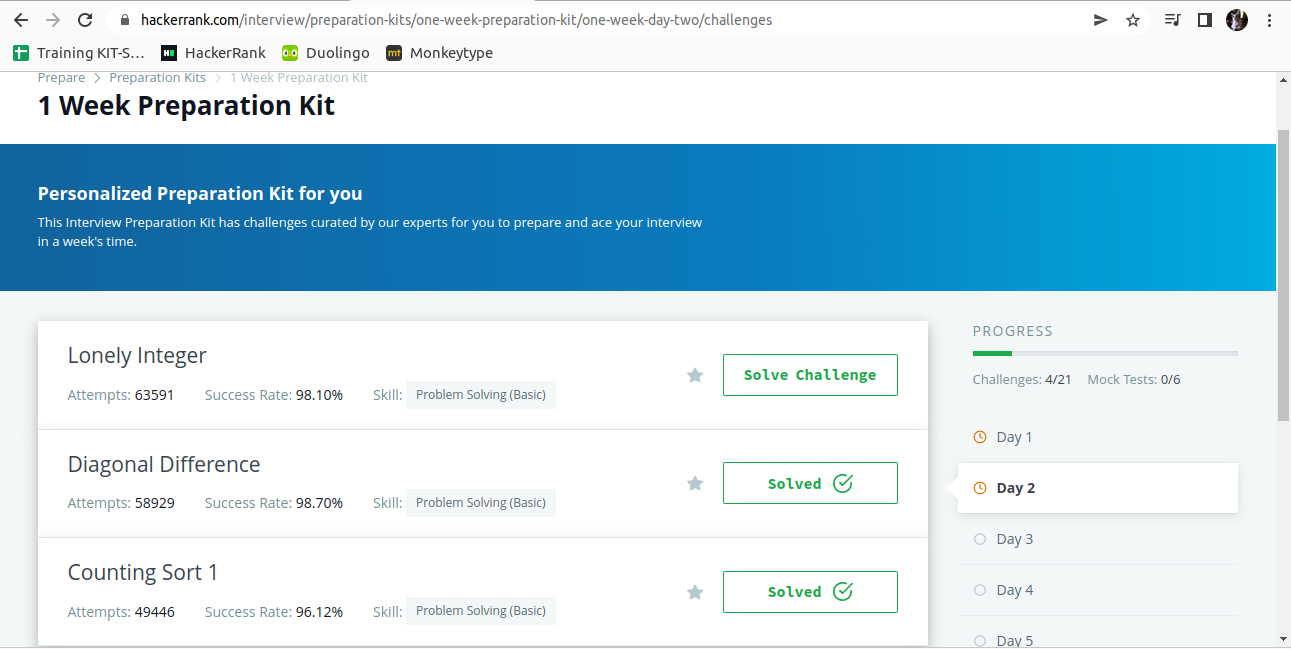 hackerrank.com/interview/preparation-kits/one-week-preparation-kit/one-week-day-two/challenges
Training KIT-S... HackerRank Duolingo mt Monkeytype
Prepare > Preparation Kits > 1 Week Preparation Kit
1 Week Preparation Kit
Personalized Preparation Kit for you
This Interview Preparation Kit has challenges curated by our experts for you to prepare and ace your interview
in a week's time.
Lonely Integer
Attempts: 63591 Success Rate: 98.10% Skill: Problem Solving (Basic)
Solve Challenge
Diagonal Difference
Attempts: 58929 Success Rate: 98.70% Skill: Problem Solving (Basic)
Solved
Counting Sort 1
Attempts: 49446 Success Rate: 96.12% Skill: Problem Solving (Basic)
Solved
PROGRESS
Challenges: 4/21 Mock Tests: 0/6
Day 1
Day 2
Day 3
Day 4
Day 5